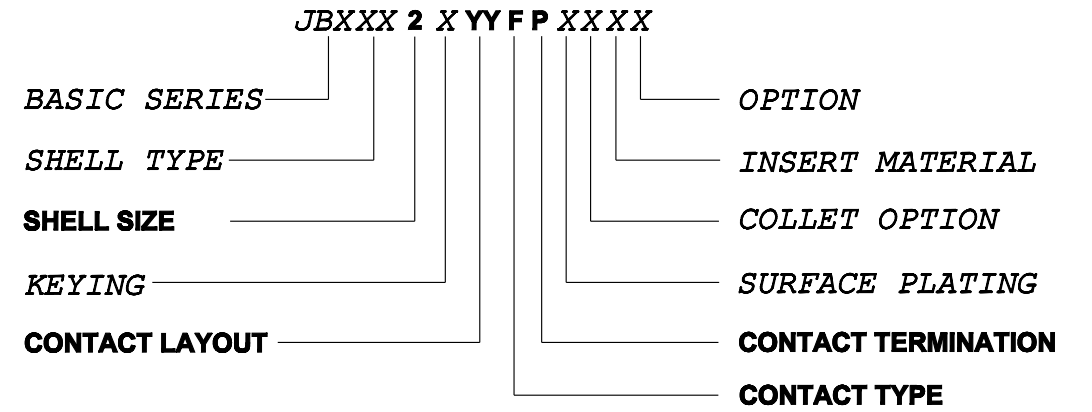 JBXXX 2 X YY F P XXXX
BASIC SERIES
OPTION
SHELL TYPE
INSERT MATERIAL
SHELL SIZE
COLLET OPTION
KEYING
SURFACE PLATING
CONTACT LAYOUT
CONTACT TERMINATION
CONTACT TYPE